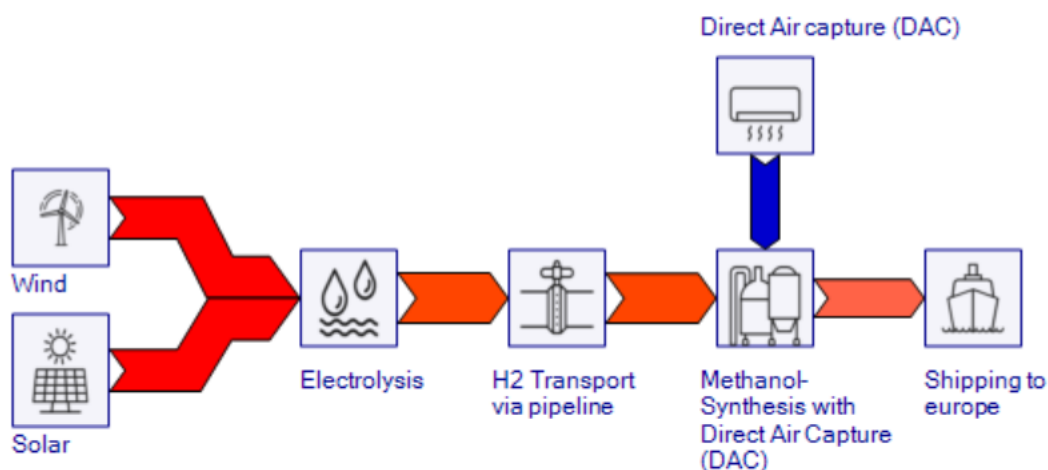 Direct Air capture (DAC)
Wind
Solar
Electrolysis
H2 Transport
via pipeline
Methanol-
Synthesis with
Direct Air Capture
(DAC)
Shipping to
europe